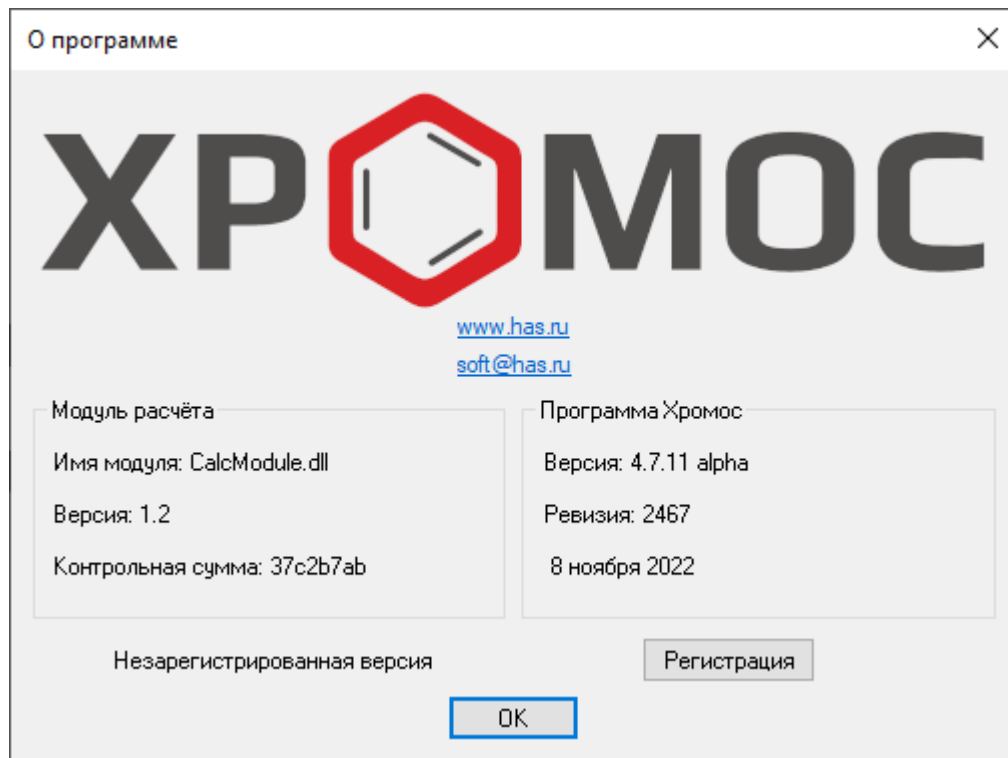 О программе
ХРОМОС
www.has.ru
soft@has.ru
Модуль расчёта
Имя модуля: CalcModule.dll
Версия: 1.2
Контрольная сумма: 37c2b7ab
Программа Хромос
Версия: 4.7.11 alpha
Ревизия: 2467
8 ноября 2022
Незарегистрированная версия
Регистрация
OK